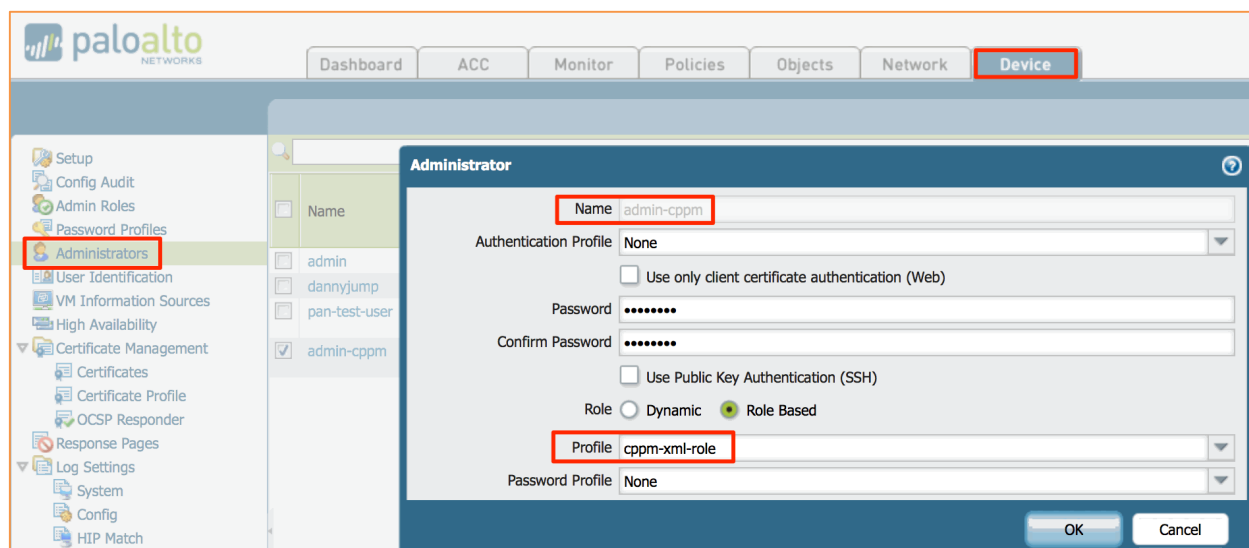 paloalto
NETWORKS
Dashboard ACC Monitor Policies Objects Network Device
Setup
Config Audit
Admin Roles
Password Profiles
Administrators
User Identification
VM Information Sources
High Availability
Certificate Management
Certificates
Certificate Profile
OCSP Responder
Response Pages
Log Settings
System
Config
HIP Match
Name
admin
dannyjump
pan-test-user
admin-cppm
Administrator
?
Name admin-cppm
Authentication Profile None
Use only client certificate authentication (Web)
Password ••••••••
Confirm Password ••••••••
Use Public Key Authentication (SSH)
Role Dynamic Role Based
Profile cppm-xml-role
Password Profile None
OK Cancel